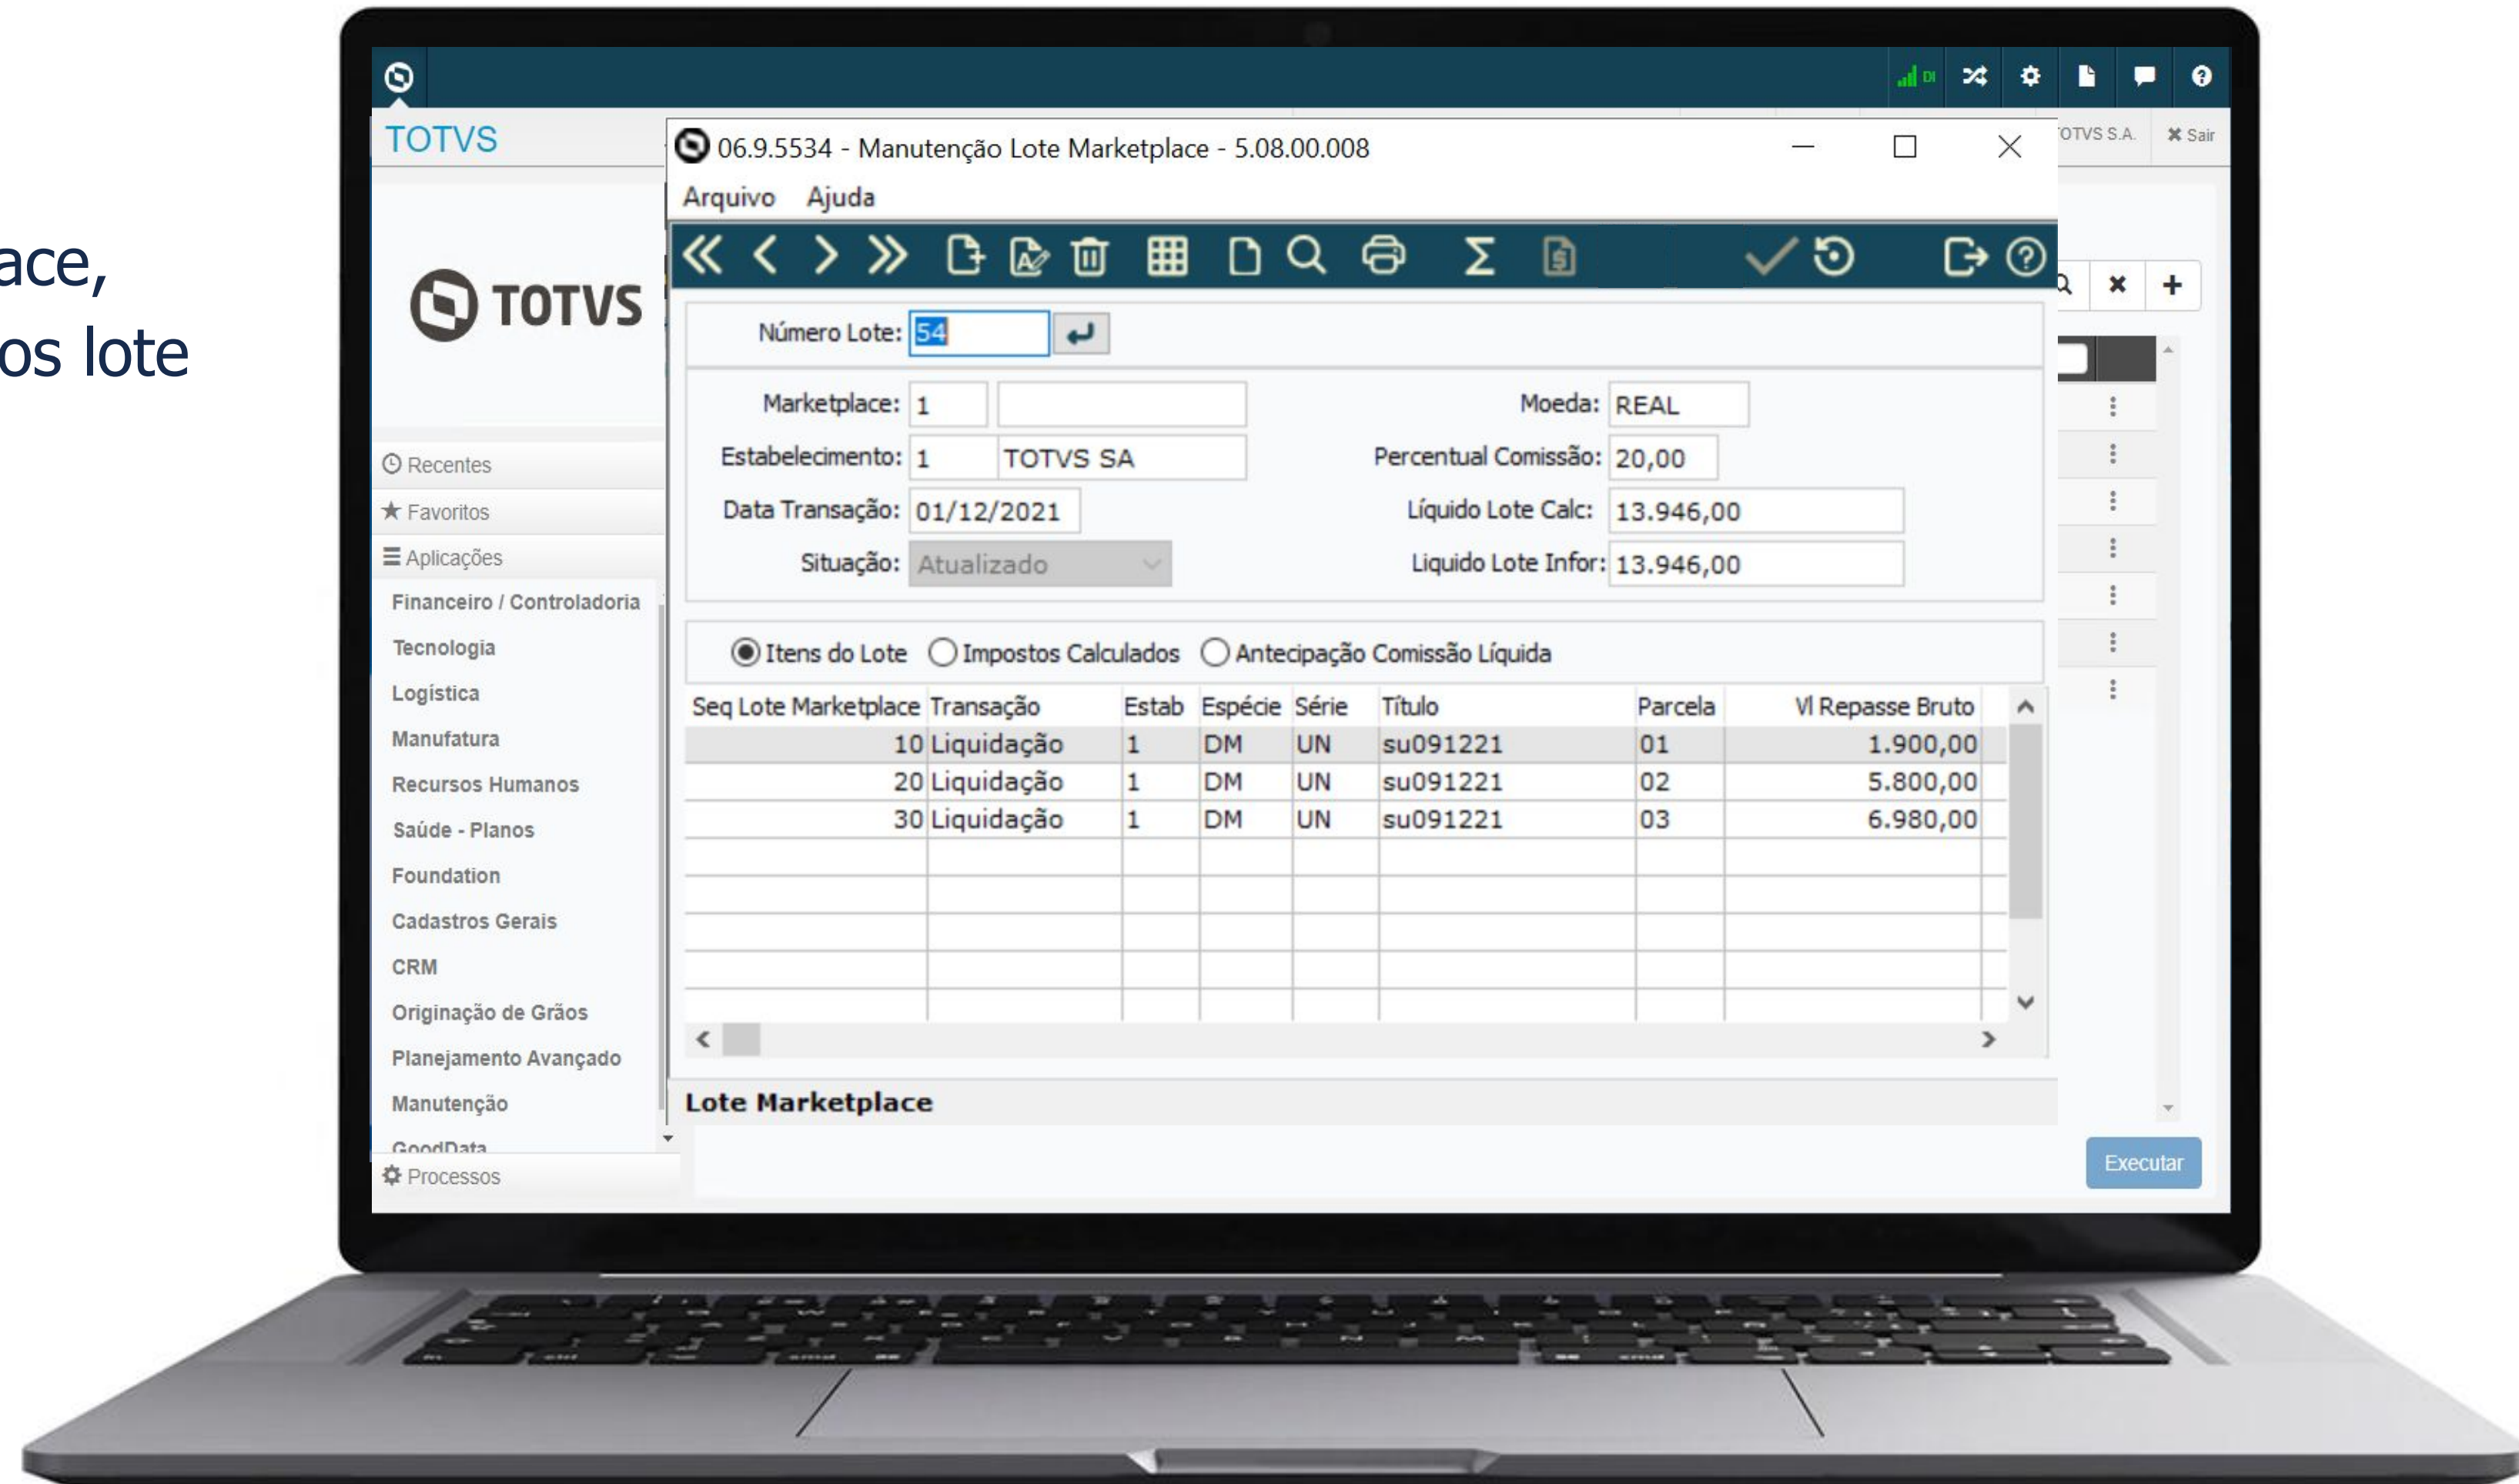 ace,
os lote
DI
TOTVS
OTVS S.A.
Sair
06.9.5534 - Manutenção Lote Marketplace - 5.08.00.008
Arquivo Ajuda
TOTVS
Número Lote: 54
Marketplace: 1
Moeda: REAL
Estabelecimento: 1 TOTVS SA
Percentual Comissão: 20,00
Data Transação: 01/12/2021
Líquido Lote Calc: 13.946,00
Situação: Atualizado
Liquido Lote Infor: 13.946,00
Recentes
Favoritos
Aplicações
Financeiro / Controladoria
Tecnologia
Logística
Manufatura
Recursos Humanos
Saúde - Planos
Foundation
Cadastros Gerais
CRM
Originação de Grãos
Planejamento Avançado
Manutenção
GoodData
Processos
Itens do Lote Impostos Calculados Antecipação Comissão Líquida
Seq Lote Marketplace Transação Estab Espécie Série Título Parcela Vl Repasse Bruto
10 Liquidação 1 DM UN su091221 01 1.900,00
20 Liquidação 1 DM UN su091221 02 5.800,00
30 Liquidação 1 DM UN su091221 03 6.980,00
Lote Marketplace
Executar